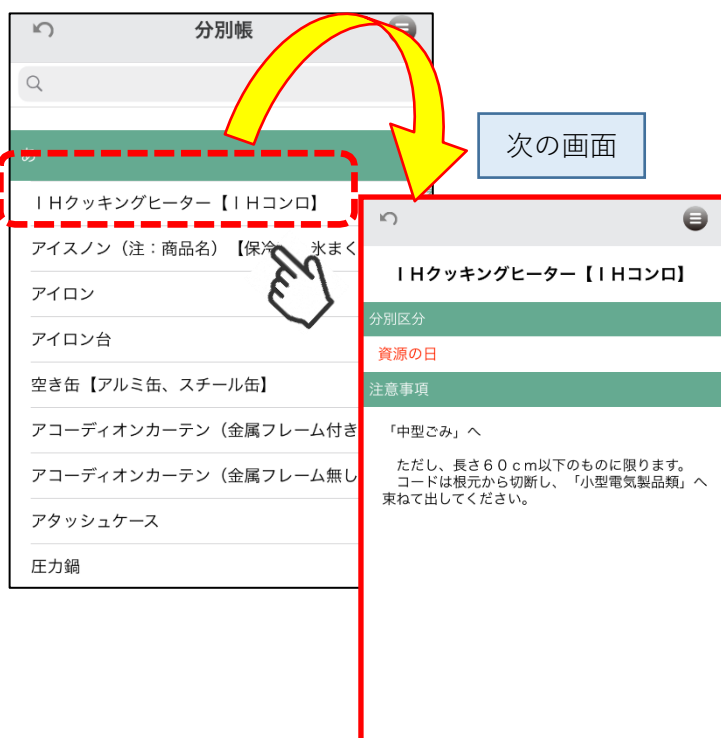 分別帳
あ
ＩＨクッキングヒーター【ＩＨコンロ】
アイスノン（注：商品名）【保冷 氷まく
アイロン
アイロン台
空き缶【アルミ缶、スチール缶】
アコーディオンカーテン（金属フレーム付き
アコーディオンカーテン（金属フレーム無し
アタッシュケース
圧力鍋
次の画面
ＩＨクッキングヒーター【ＩＨコンロ】
分別区分
資源の日
注意事項
「中型ごみ」へ
ただし、長さ６０ｃｍ以下のものに限ります。
コードは根元から切断し、「小型電気製品類」へ
束ねて出してください。